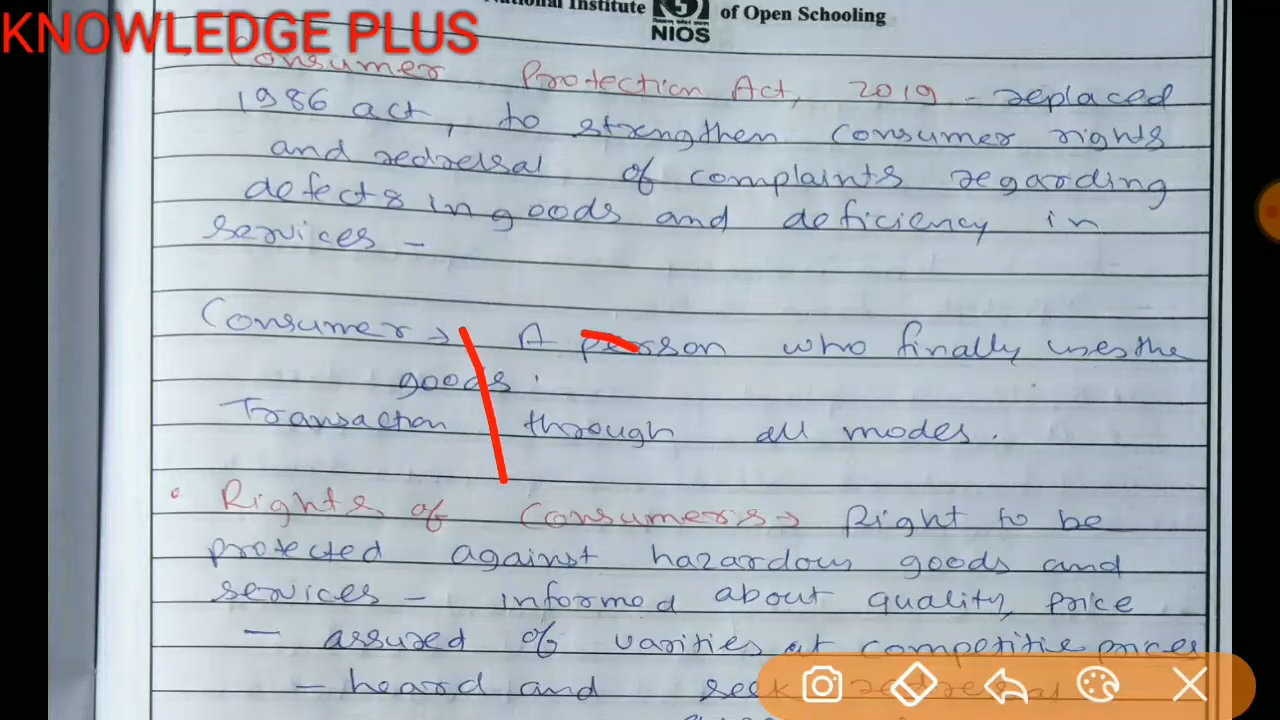 National Institute of Open Schooling
NIOS
KNOWLEDGE PLUS
Consumer Protection Act, 2019 - replaced
1986 act, to strengthen consumer rights
and redressal of complaints regarding
defects in goods and deficiency in
services -
Consumer → A person who finally uses the
goods.
Transaction through all modes.
• Rights of Consumers → Right to be
protected against hazardous goods and
services - informed about quality, price
- assured of varities at competitie prices
- heard and seek